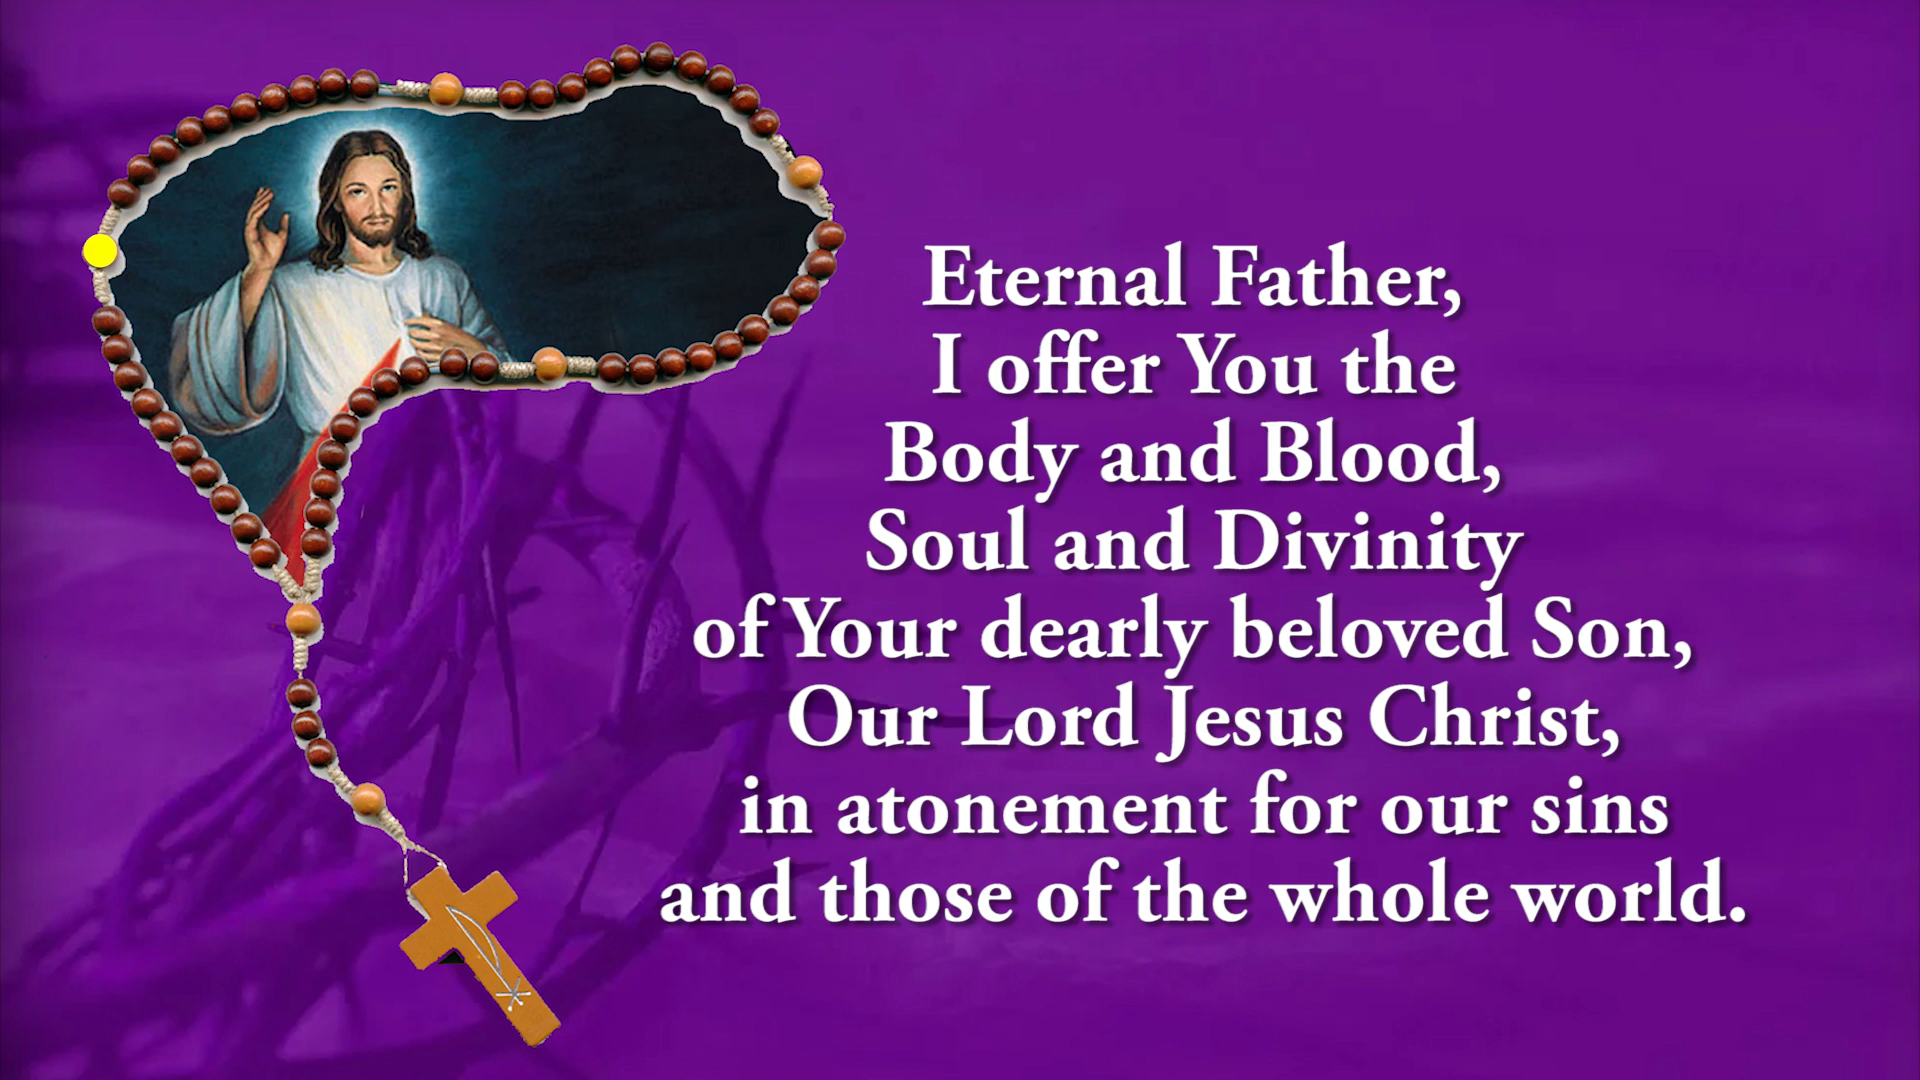 Eternal Father,
I offer You the
Body and Blood,
Soul and Divinity
of Your dearly beloved Son,
Our Lord Jesus Christ,
in atonement for our sins
and those of the whole world.